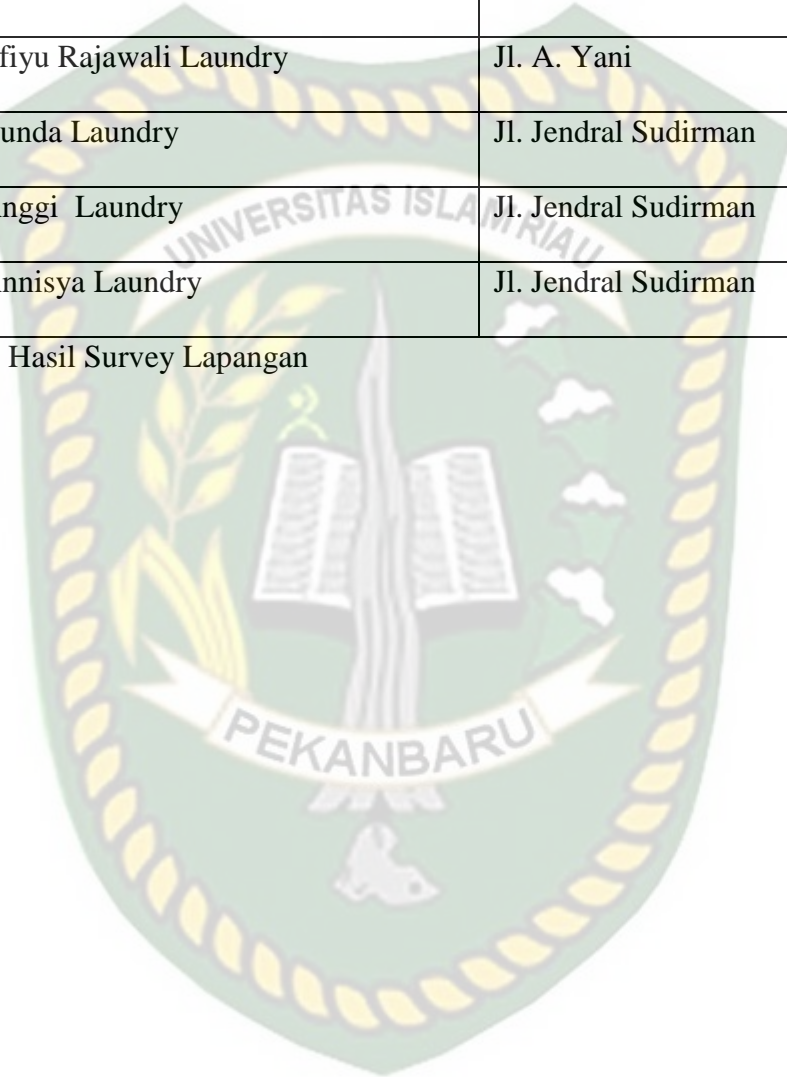 fiyu Rajawali Laundry Jl. A. Yani
unda Laundry Jl. Jendral Sudirman
nggi Laundry Jl. Jendral Sudirman
nnisya Laundry Jl. Jendral Sudirman
Hasil Survey Lapangan
UNIVERSITAS ISLAM RIAU
PEKANBARU